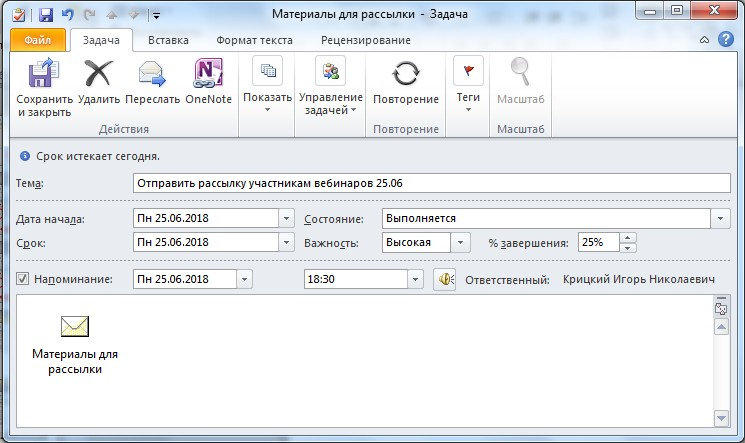 Материалы для рассылки - Задача
Файл Задача Вставка Формат текста Рецензирование
Сохранить и закрыть
Удалить
Переслать
OneNote
Показать
Управление задачей
Повторение
Теги
Масштаб
Действия Повторение Масштаб
Срок истекает сегодня.
Тема: Отправить рассылку участникам вебинаров 25.06
Дата начала: Пн 25.06.2018 Состояние: Выполняется
Срок: Пн 25.06.2018 Важность: Высокая % завершения: 25%
Напоминание: Пн 25.06.2018 18:30 Ответственный: Крицкий Игорь Николаевич
Материалы для
рассылки